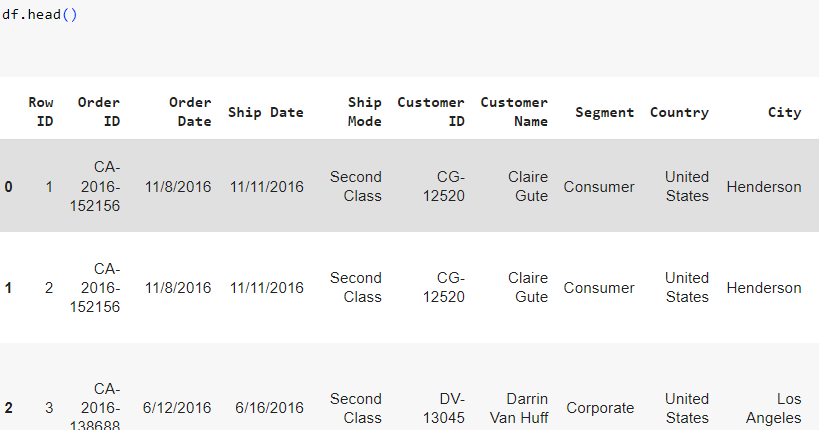 df.head()
Row ID Order ID Order Date Ship Date Ship Mode Customer ID Customer Name Segment Country City
0 1 CA-2016-152156 11/8/2016 11/11/2016 Second Class CG-12520 Claire Gute Consumer United States Henderson
1 2 CA-2016-152156 11/8/2016 11/11/2016 Second Class CG-12520 Claire Gute Consumer United States Henderson
2 3 CA-2016-138688 6/12/2016 6/16/2016 Second Class DV-13045 Darrin Van Huff Corporate United States Los Angeles